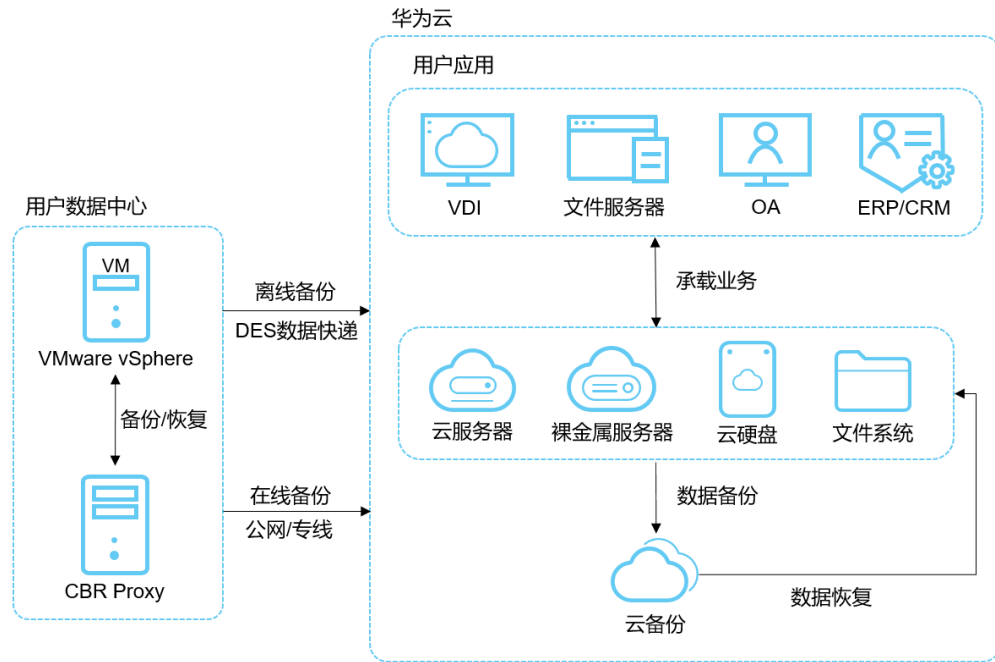 华为云
用户应用
VDI
文件服务器
OA
ERP/CRM
用户数据中心
VM
VMware vSphere
备份/恢复
CBR Proxy
离线备份
DES数据快递
在线备份
公网/专线
承载业务
云服务器
裸金属服务器
云硬盘
文件系统
数据备份
云备份
数据恢复